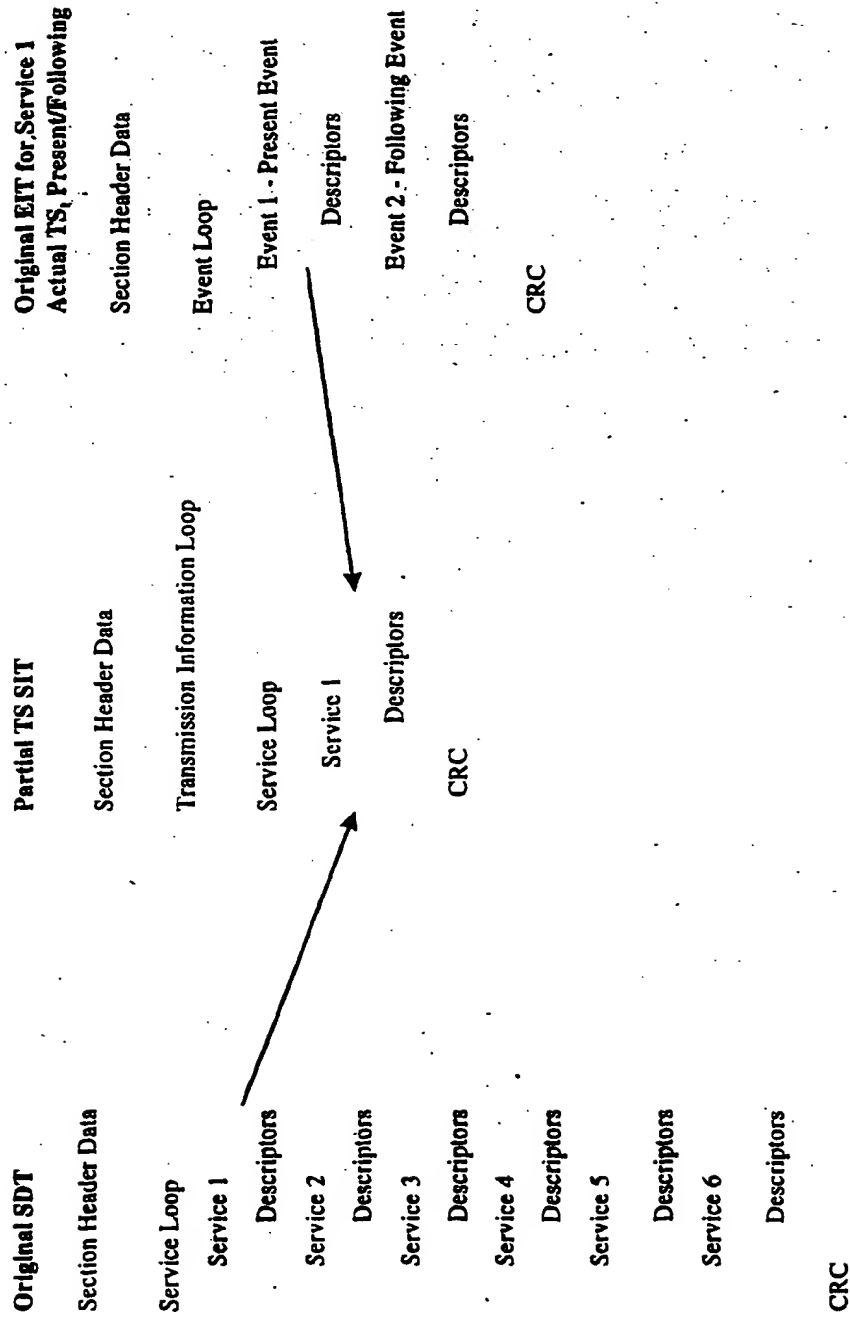 Original SDT
Section Header Data
Service Loop
Service 1
Descriptors
Service 2
Descriptors
Service 3
Descriptors
Service 4
Descriptors
Service 5
Descriptors
Service 6
Descriptors
CRC
Partial TS SIT
Section Header Data
Transmission Information Loop
Service Loop
Service 1
Descriptors
CRC
Original EIT for Service 1
Actual TS, Present/Following
Section Header Data
Event Loop
Event 1 - Present Event
Descriptors
Event 2 - Following Event
Descriptors
CRC